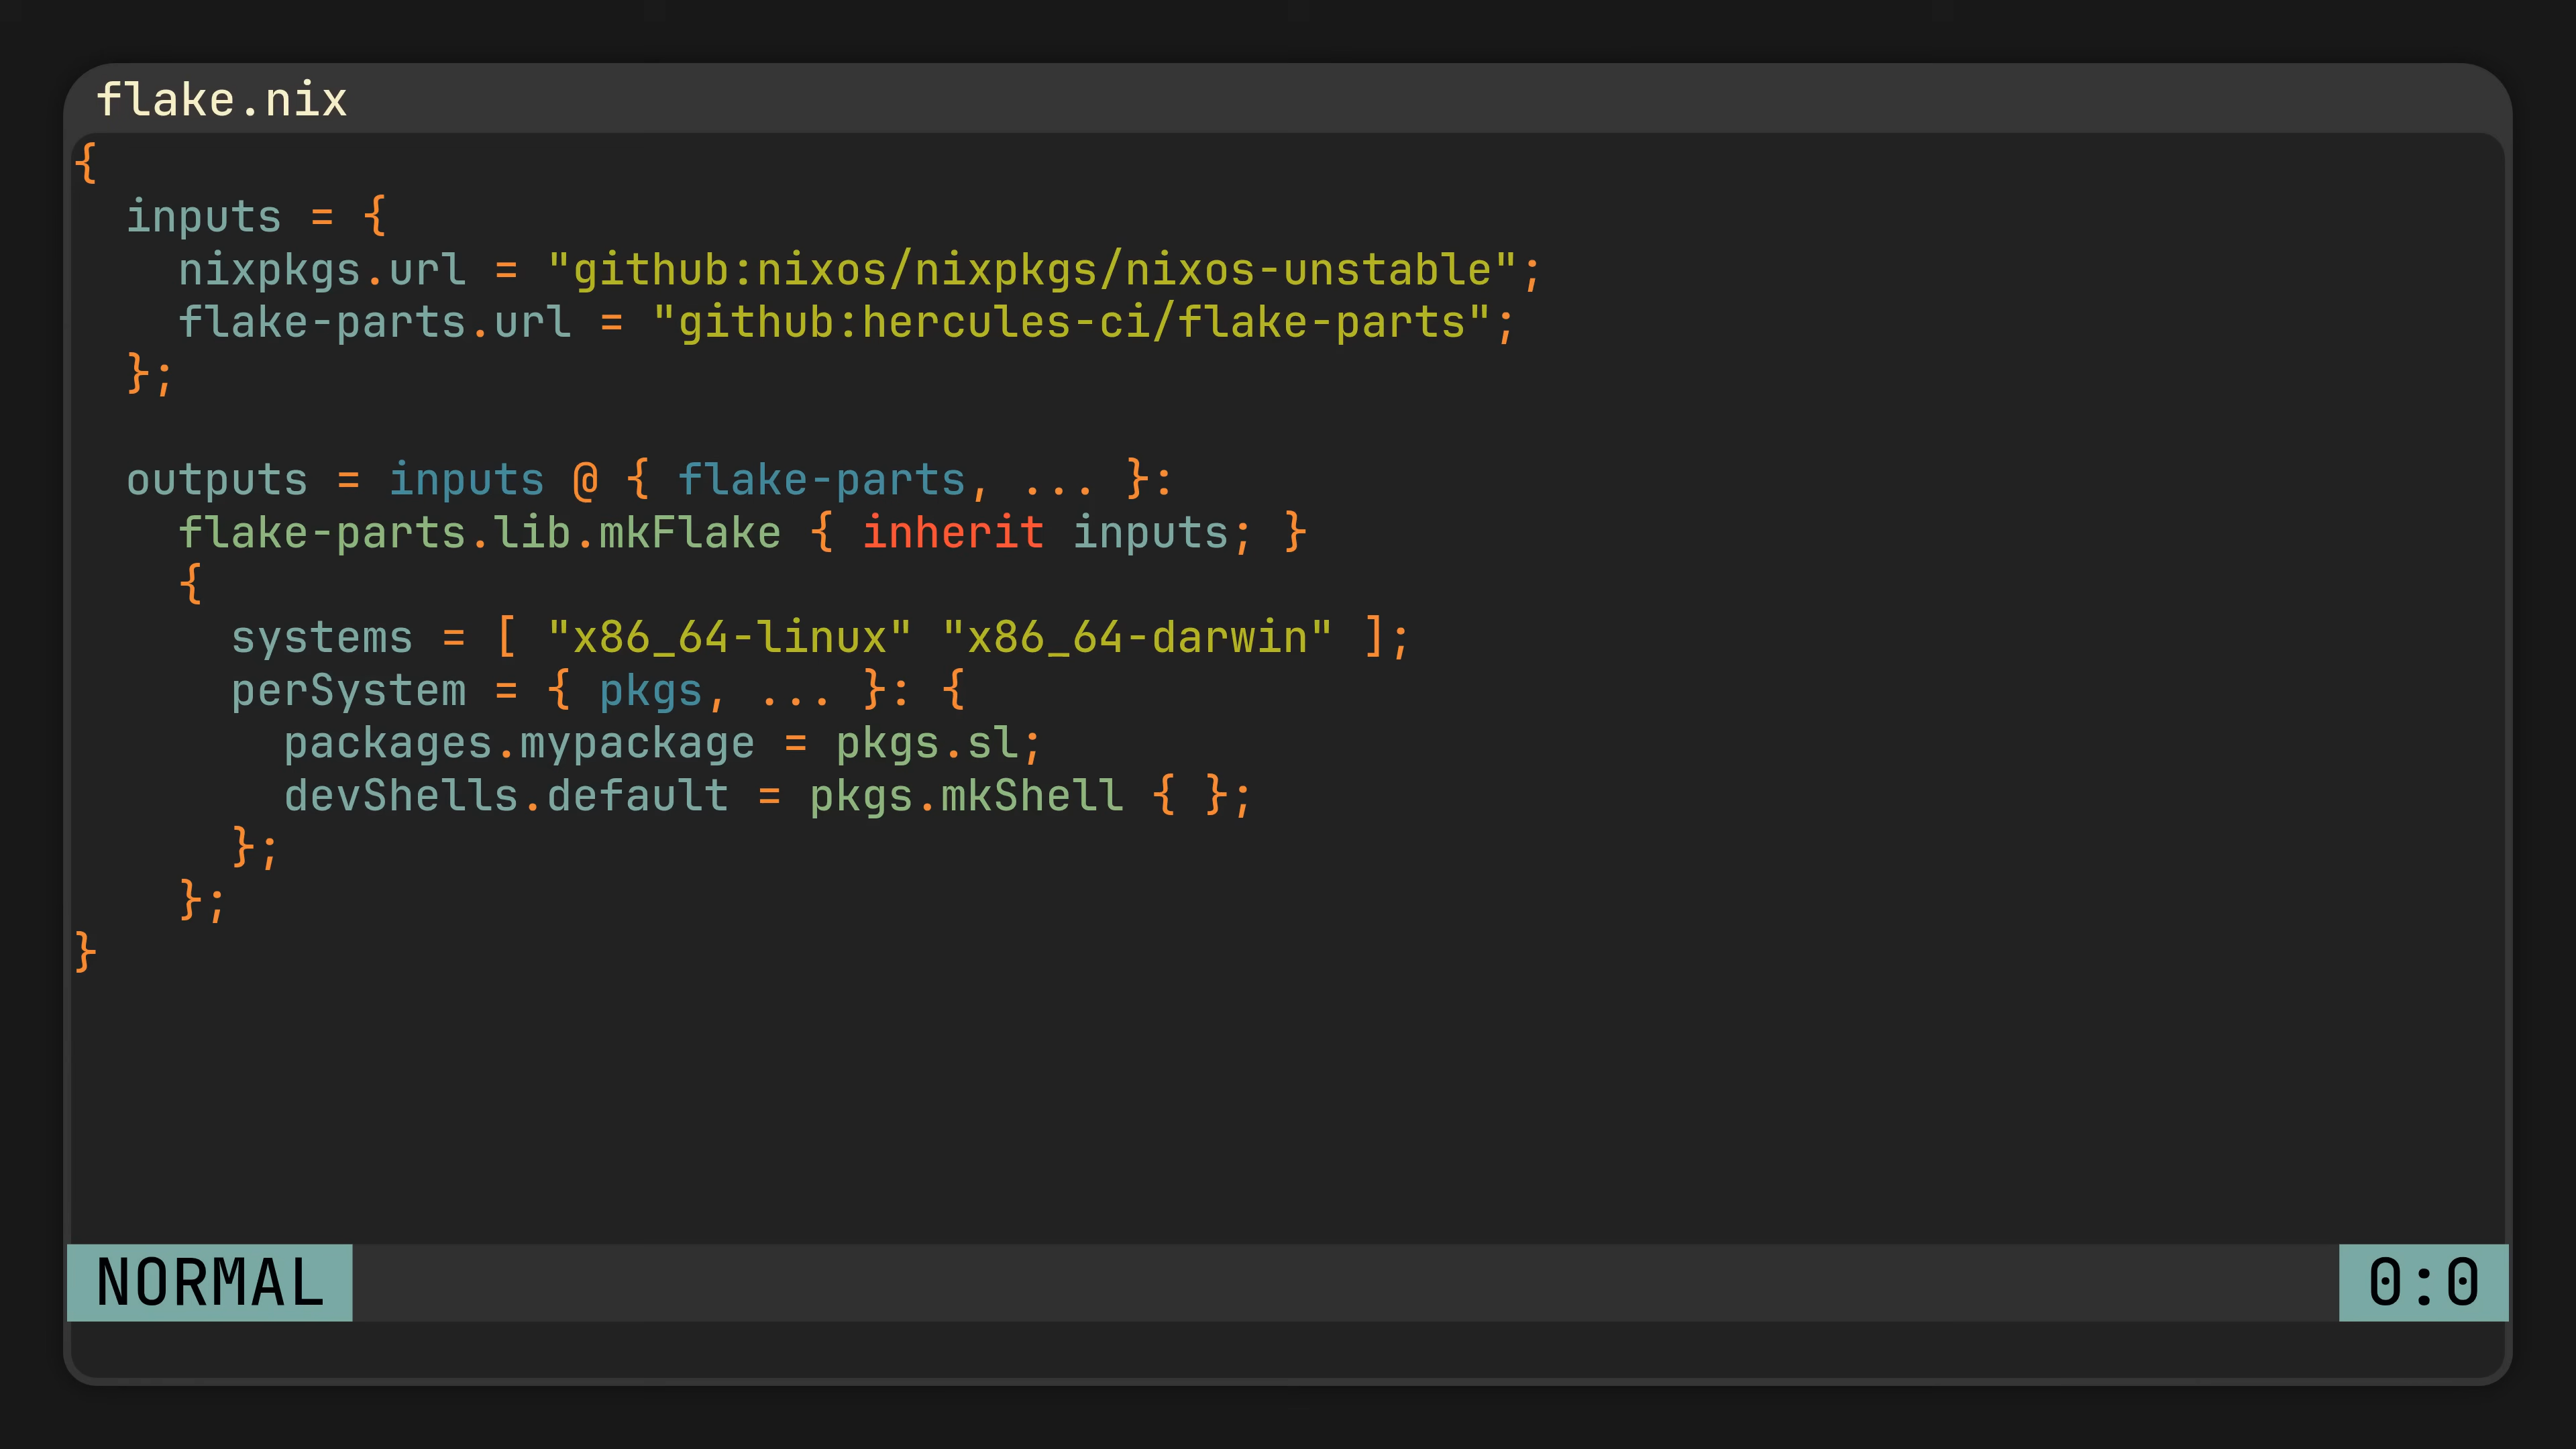 flake.nix
{
  inputs = {
    nixpkgs.url = "github:nixos/nixpkgs/nixos-unstable";
    flake-parts.url = "github:hercules-ci/flake-parts";
  };

  outputs = inputs @ { flake-parts, ... }:
    flake-parts.lib.mkFlake { inherit inputs; }
    {
      systems = [ "x86_64-linux" "x86_64-darwin" ];
      perSystem = { pkgs, ... }: {
        packages.mypackage = pkgs.sl;
        devShells.default = pkgs.mkShell { };
      };
    };
}
NORMAL 0:0